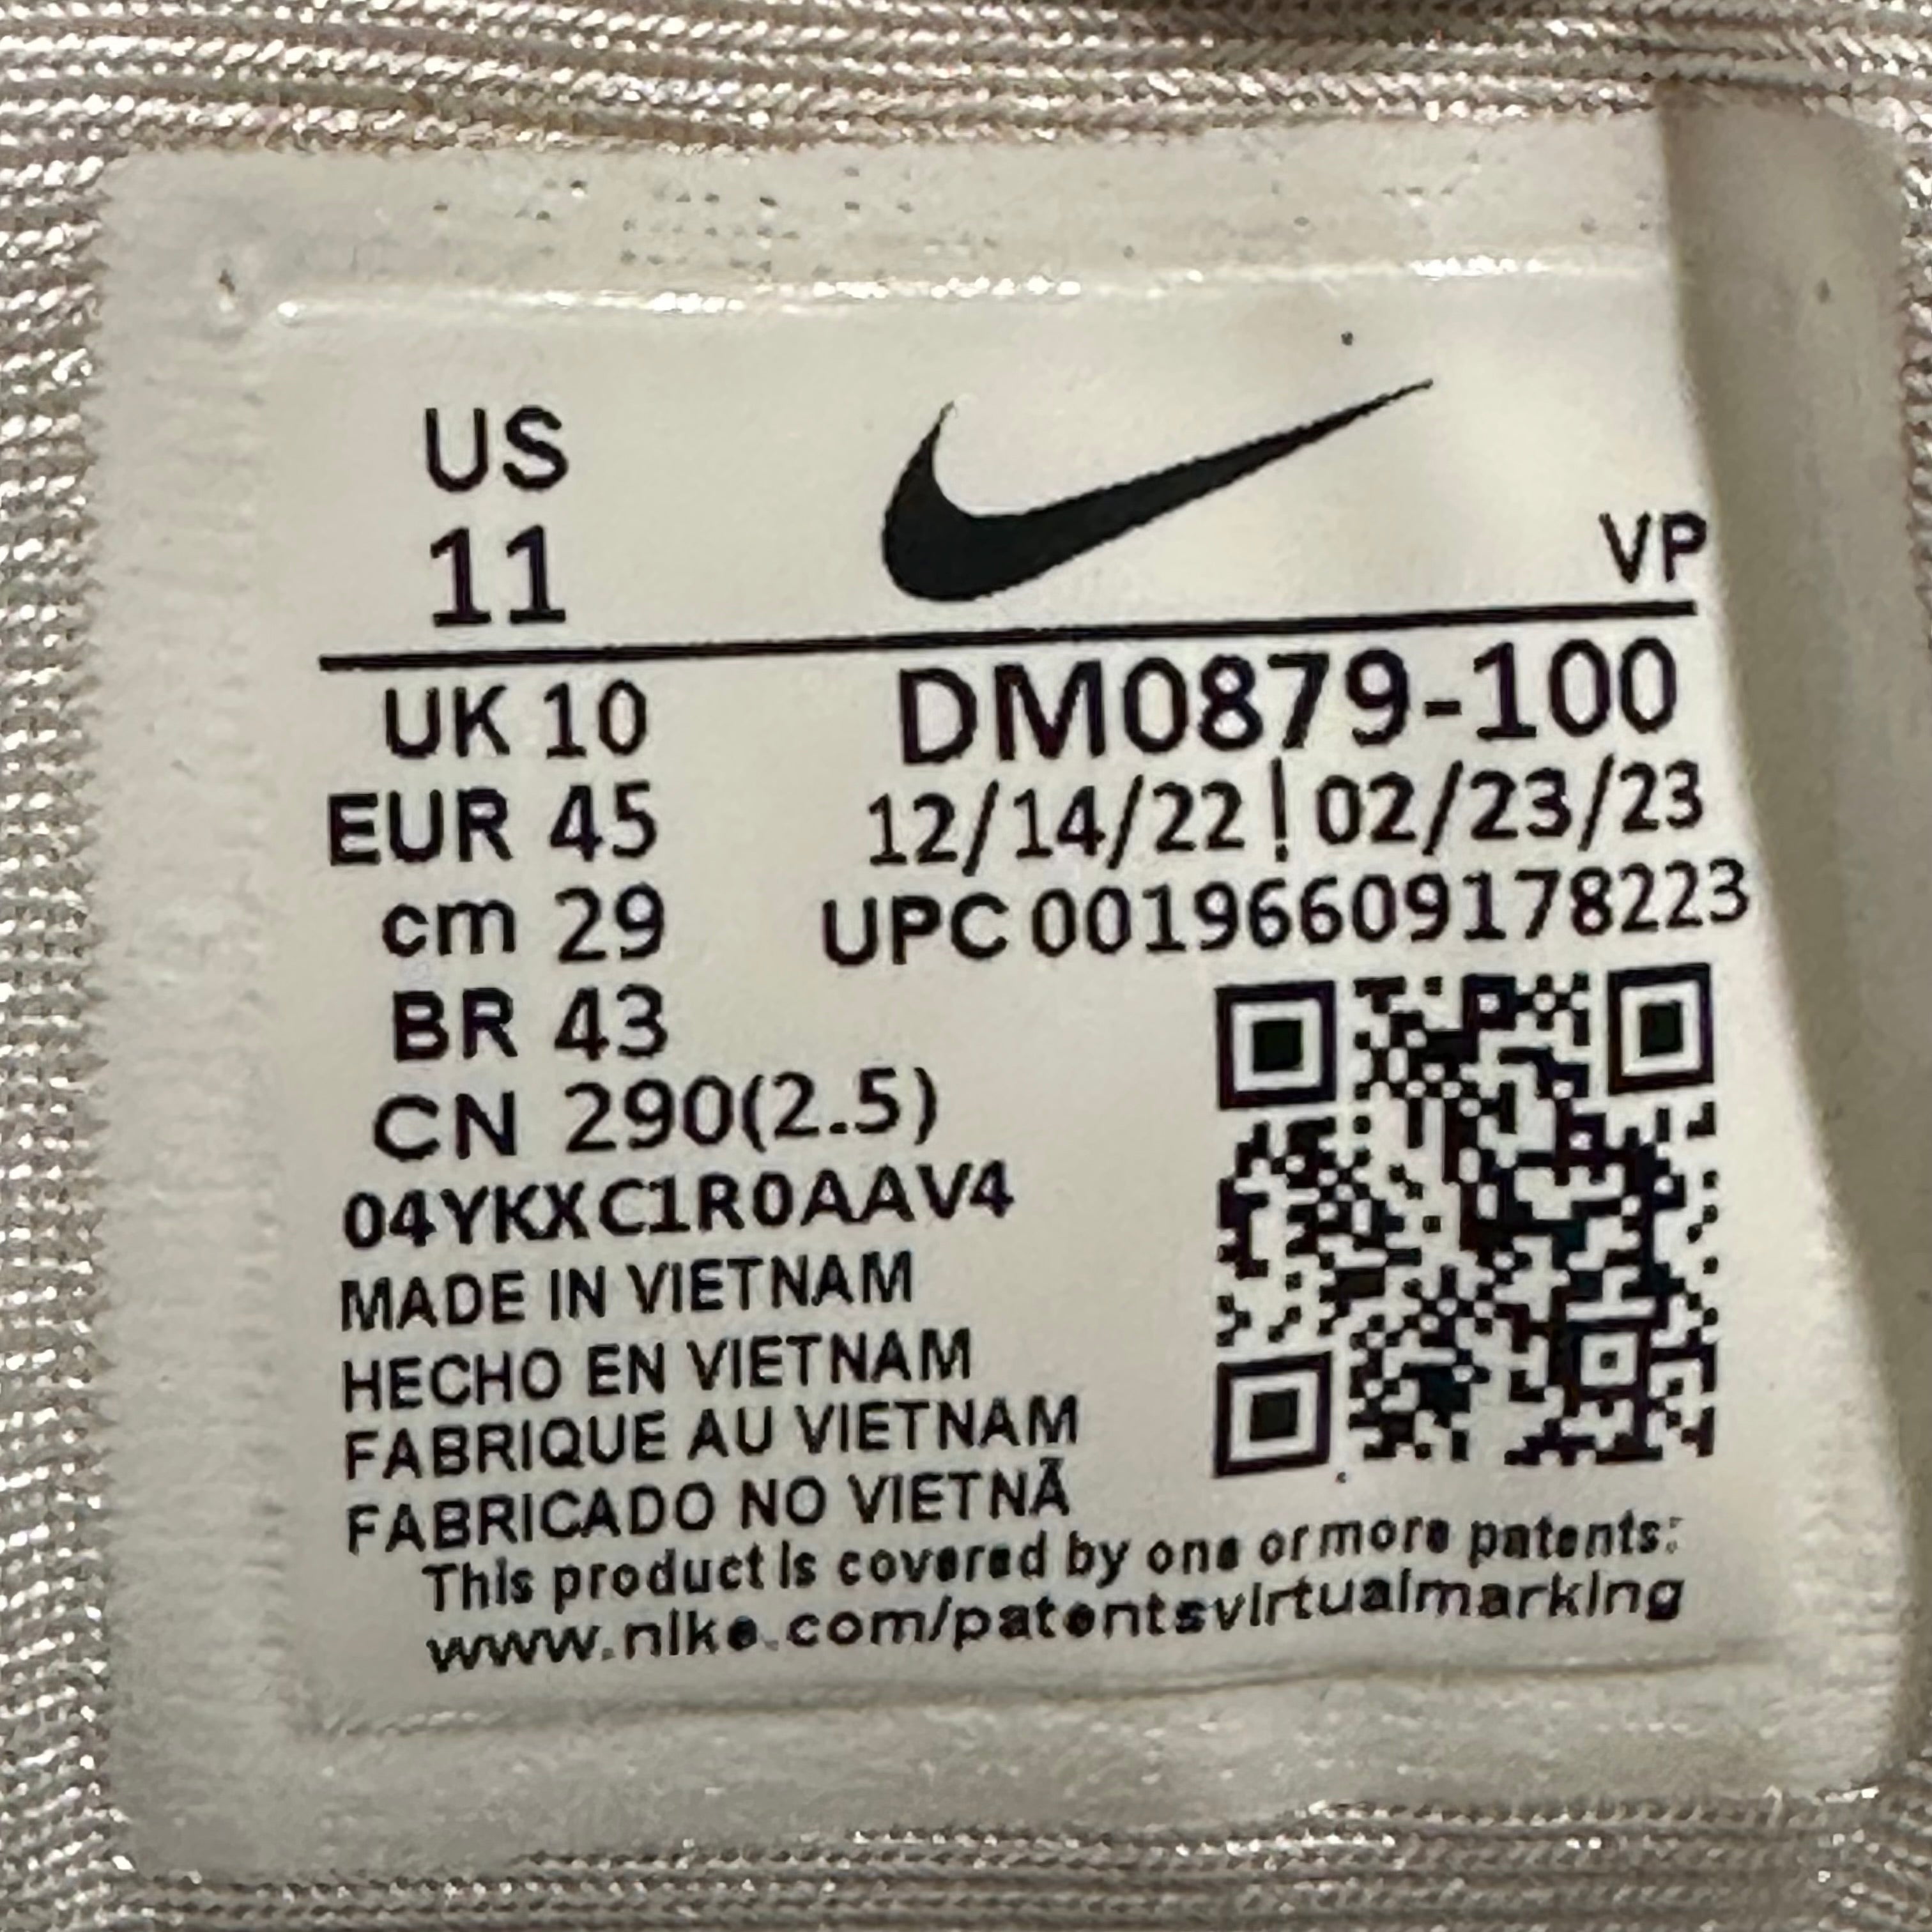 US
11
VP
UK 10
DM0879-100
EUR 45
12/14/22 | 02/23/23
cm 29
UPC 00196609178223
BR 43
CN 290(2.5)
04YKXC1R0AAV4
MADE IN VIETNAM
HECHO EN VIETNAM
FABRIQUE AU VIETNAM
FABRICADO NO VIETNÃ
This product is covered by one or more patents:
www.nike.com/patentsvirtualmarking